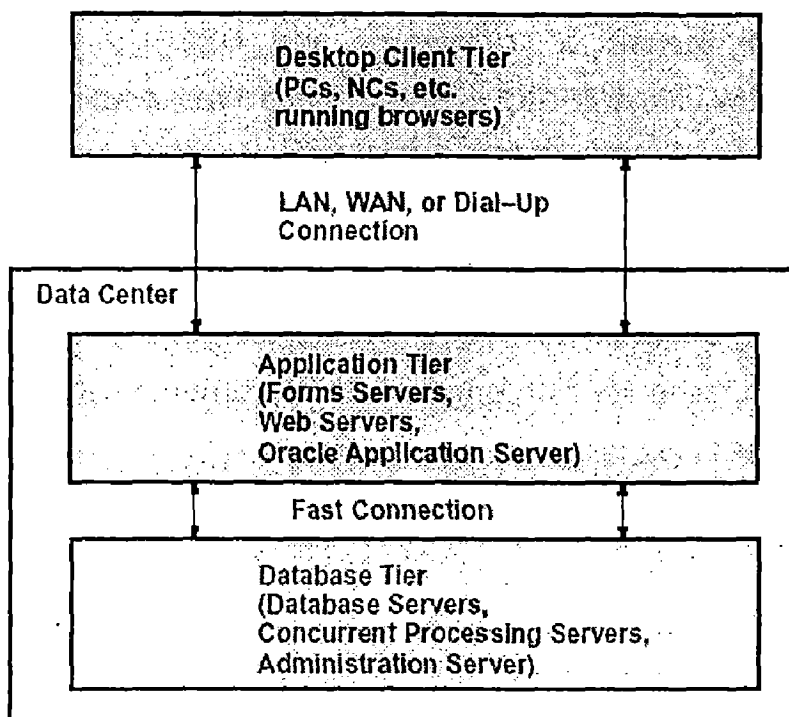 Desktop Client Tier
(PCs, NCs, etc.
running browsers)
LAN, WAN, or Dial–Up
Connection
Data Center
Application Tier
(Forms Servers,
Web Servers,
Oracle Application Server)
Fast Connection
Database Tier
(Database Servers,
Concurrent Processing Servers,
Administration Server)